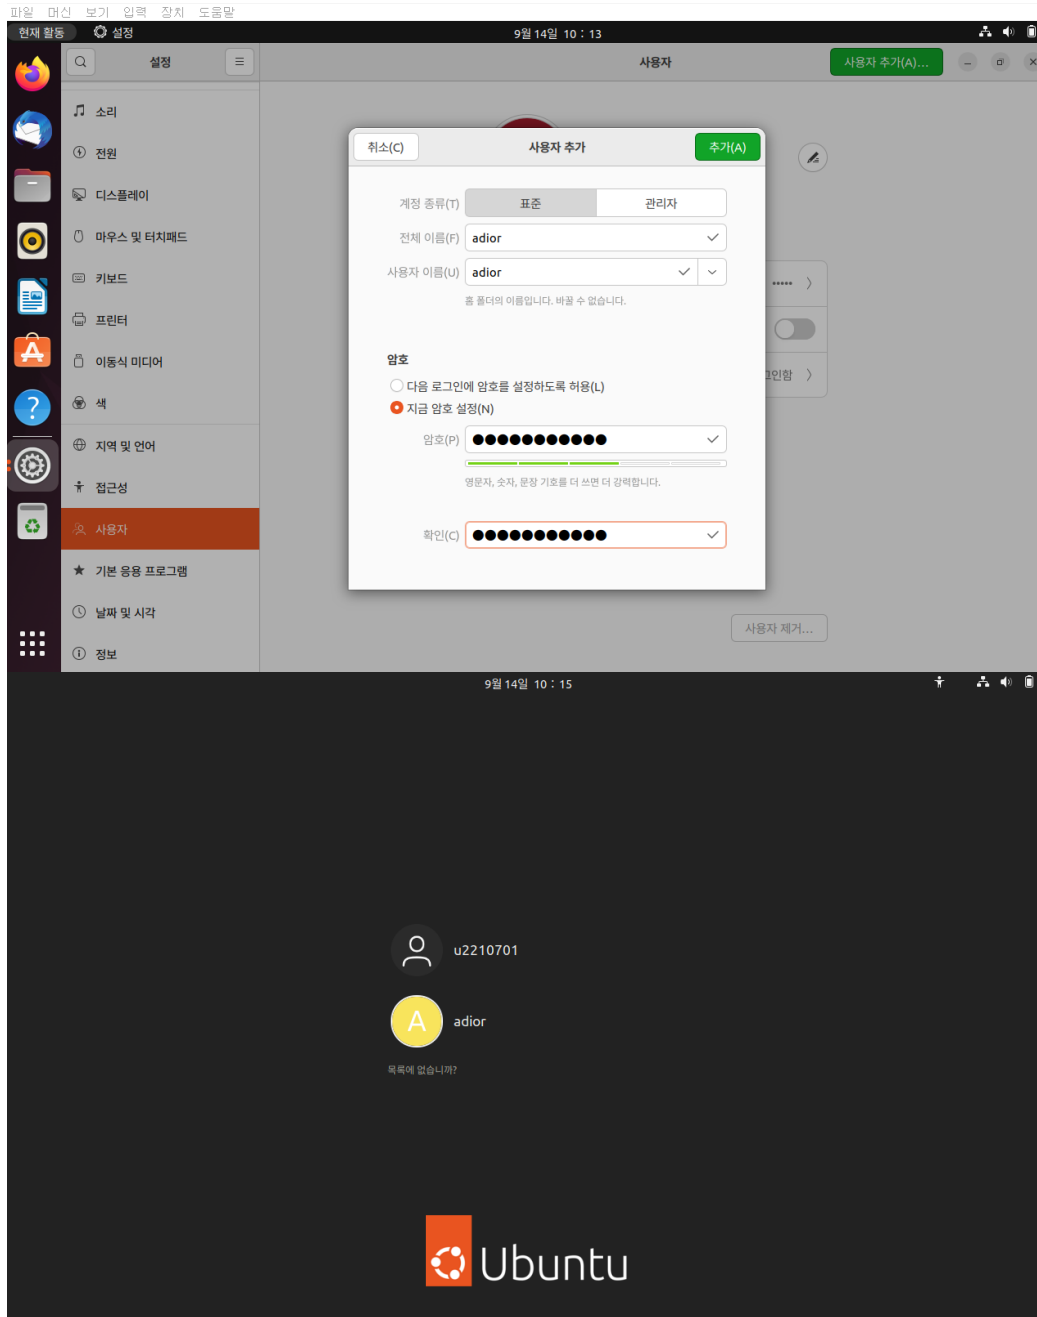 파일 머신 보기 입력 장치 도움말
현재 활동 설정 9월 14일 10 : 13
설정 사용자 사용자 추가(A)...
소리
전원
디스플레이
마우스 및 터치패드
키보드
프린터
이동식 미디어
색
지역 및 언어
접근성
사용자
기본 응용 프로그램
날짜 및 시각
정보
취소(C) 사용자 추가 추가(A)
계정 종류(T) 표준 관리자
전체 이름(F) adior
사용자 이름(U) adior
홈 폴더의 이름입니다. 바꿀 수 없습니다.
암호
다음 로그인에 암호를 설정하도록 허용(L)
지금 암호 설정(N)
암호(P) ●●●●●●●●●●●
영문자, 숫자, 문장 기호를 더 쓰면 더 강력합니다.
확인(C) ●●●●●●●●●●●
•••••
그인함
사용자 제거...
9월 14일 10 : 15
u2210701
A adior
목록에 없습니까?
Ubuntu